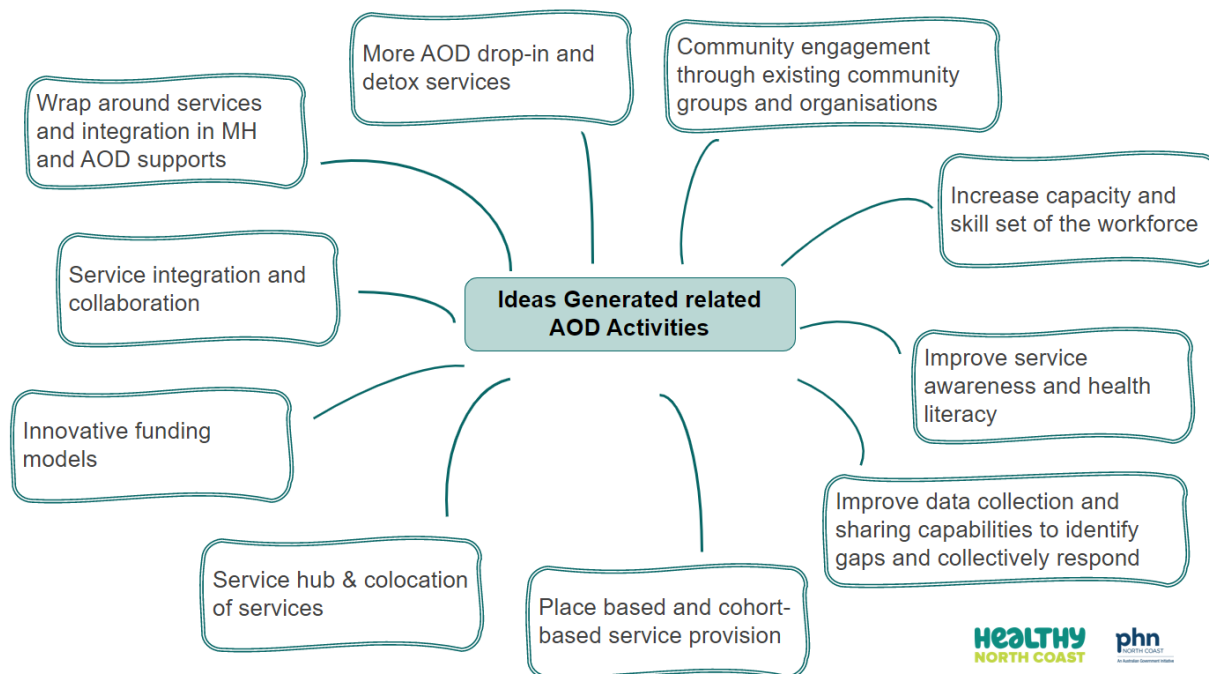 More AOD drop-in and
detox services
Community engagement
through existing community
groups and organisations
Wrap around services
and integration in MH
and AOD supports
Increase capacity and
skill set of the workforce
Service integration and
collaboration
Ideas Generated related
AOD Activities
Improve service
awareness and health
literacy
Innovative funding
models
Improve data collection and
sharing capabilities to identify
gaps and collectively respond
Service hub & colocation
of services
Place based and cohort-
based service provision
HEALTHY
NORTH COAST
phn
NORTH COAST
An Australian Government Initiative